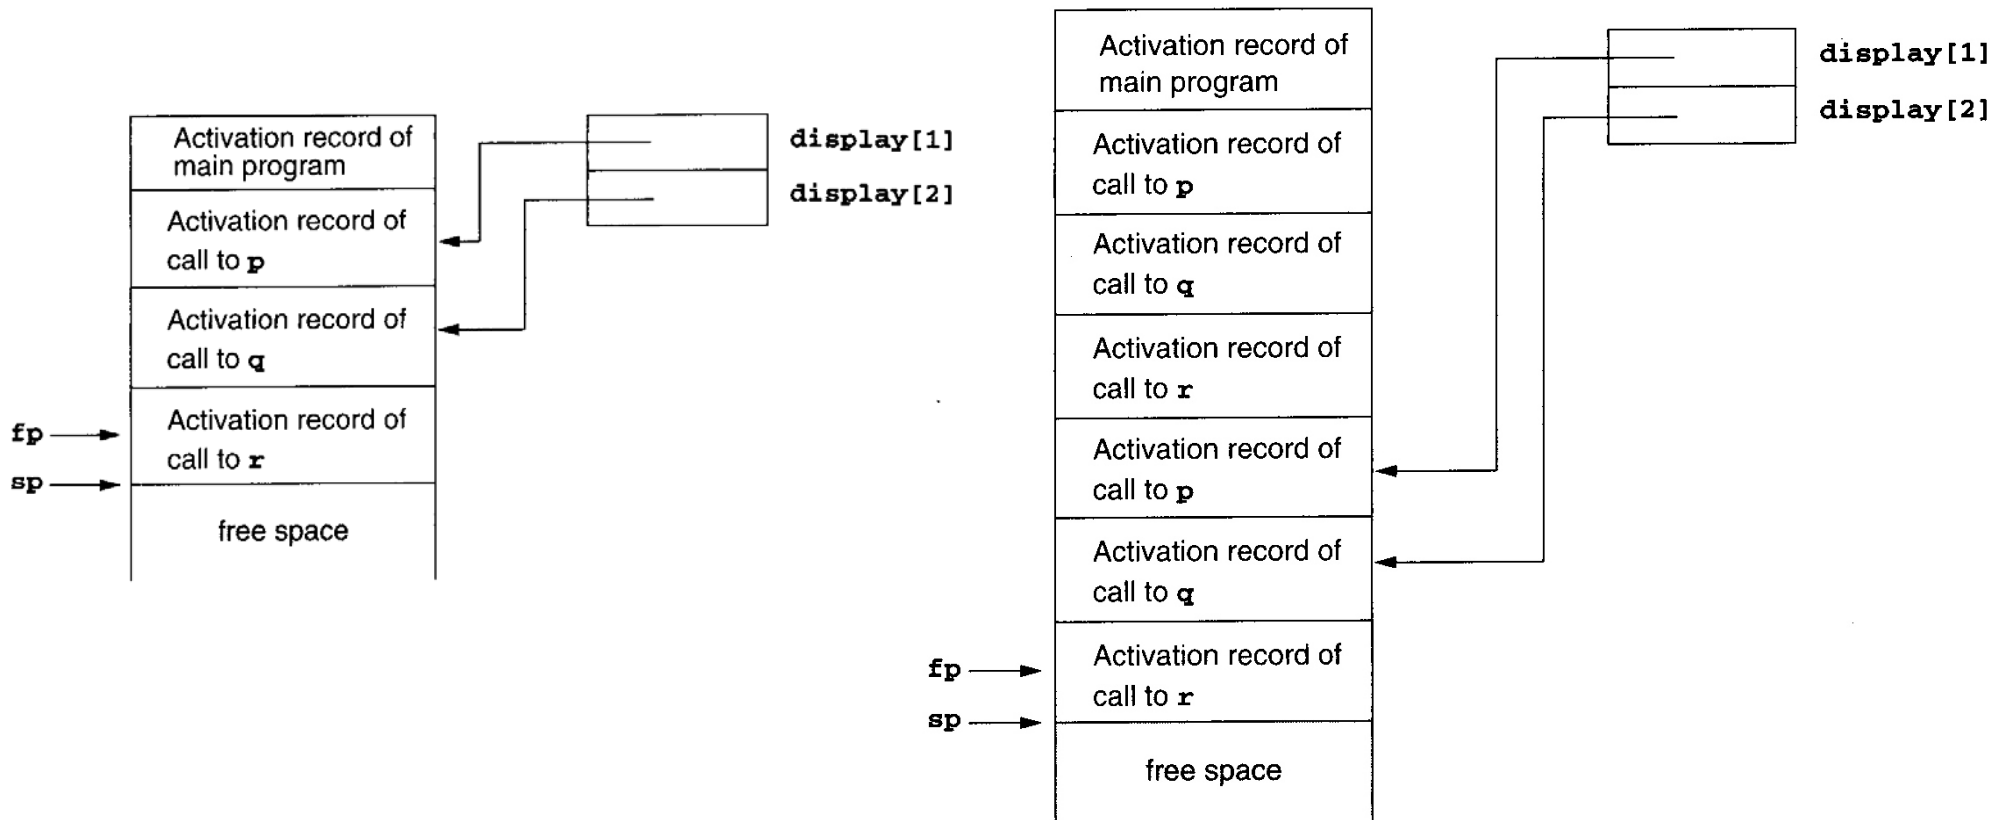 Activation record of
main program
Activation record of
call to p
Activation record of
call to q
Activation record of
call to r
free space
fp
sp
display[1]
display[2]
Activation record of
main program
Activation record of
call to p
Activation record of
call to q
Activation record of
call to r
Activation record of
call to p
Activation record of
call to q
Activation record of
call to r
free space
fp
sp
display[1]
display[2]